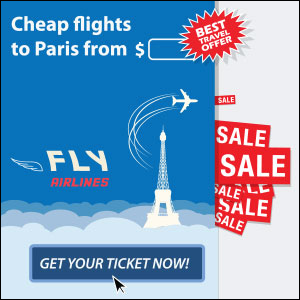 Cheap flights
to Paris from $
BEST
TRAVEL
OFFER
SALE
SALE
SALE
SALE
SALE
SALE
FLY
AIRLINES
GET YOUR TICKET NOW!